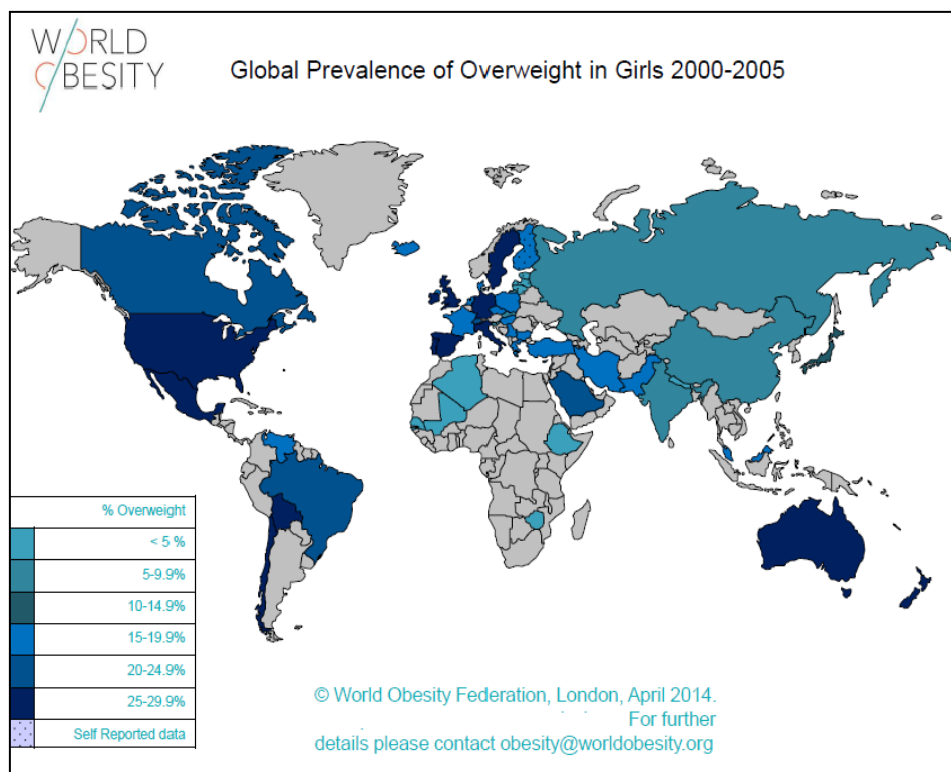 WORLD
OBESITY
Global Prevalence of Overweight in Girls 2000-2005
% Overweight
< 5 %
5-9.9%
10-14.9%
15-19.9%
20-24.9%
25-29.9%
Self Reported data
© World Obesity Federation, London, April 2014.
For further
details please contact obesity@worldobesity.org